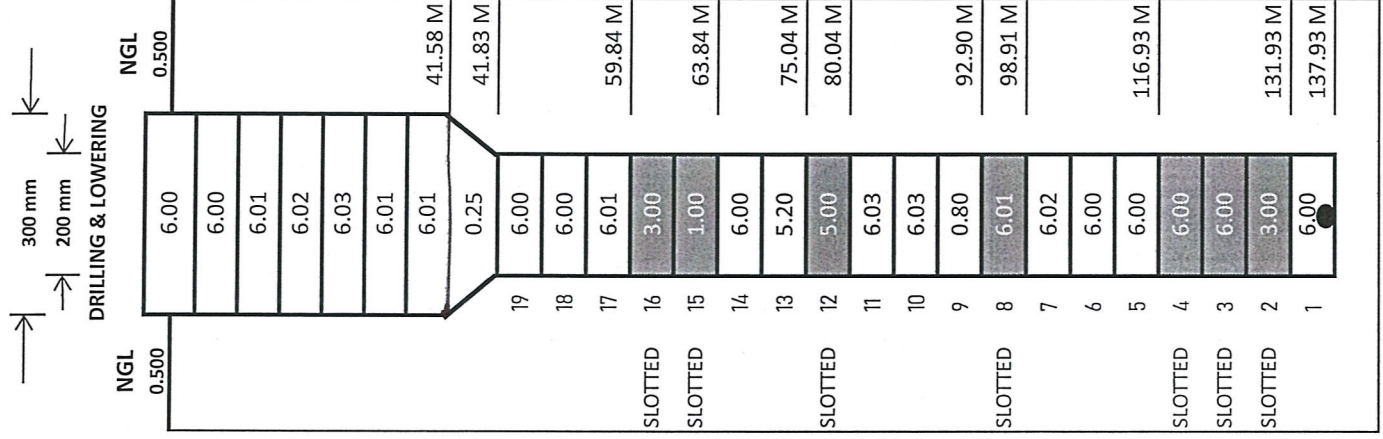 300 mm
200 mm
DRILLING & LOWERING
NGL NGL
0.500 0.500
6.00
6.00
6.01
6.02
6.03
6.01
6.01
41.58 M
0.25
41.83 M
19 6.00
18 6.00
17 6.01
59.84 M
SLOTTED 16 3.00
SLOTTED 15 1.00
63.84 M
14 6.00
13 5.20
75.04 M
SLOTTED 12 5.00
80.04 M
11 6.03
10 6.03
9 0.80
92.90 M
SLOTTED 8 6.01
98.91 M
7 6.02
6 6.00
5 6.00
116.93 M
SLOTTED 4 6.00
SLOTTED 3 6.00
SLOTTED 2 3.00
131.93 M
1 6.00
137.93 M